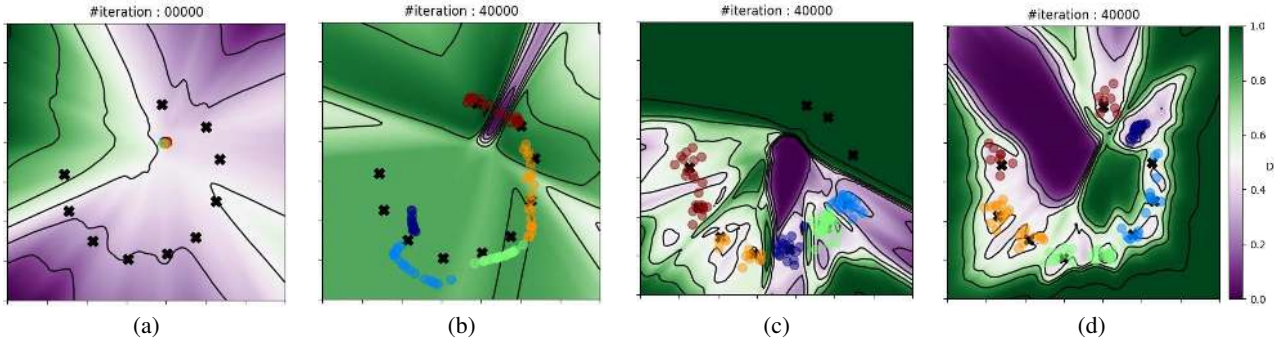 #iteration : 00000
#iteration : 40000
#iteration : 40000
#iteration : 40000
1.0
0.8
0.6
0.4
0.2
0.0
D
(a)
(b)
(c)
(d)